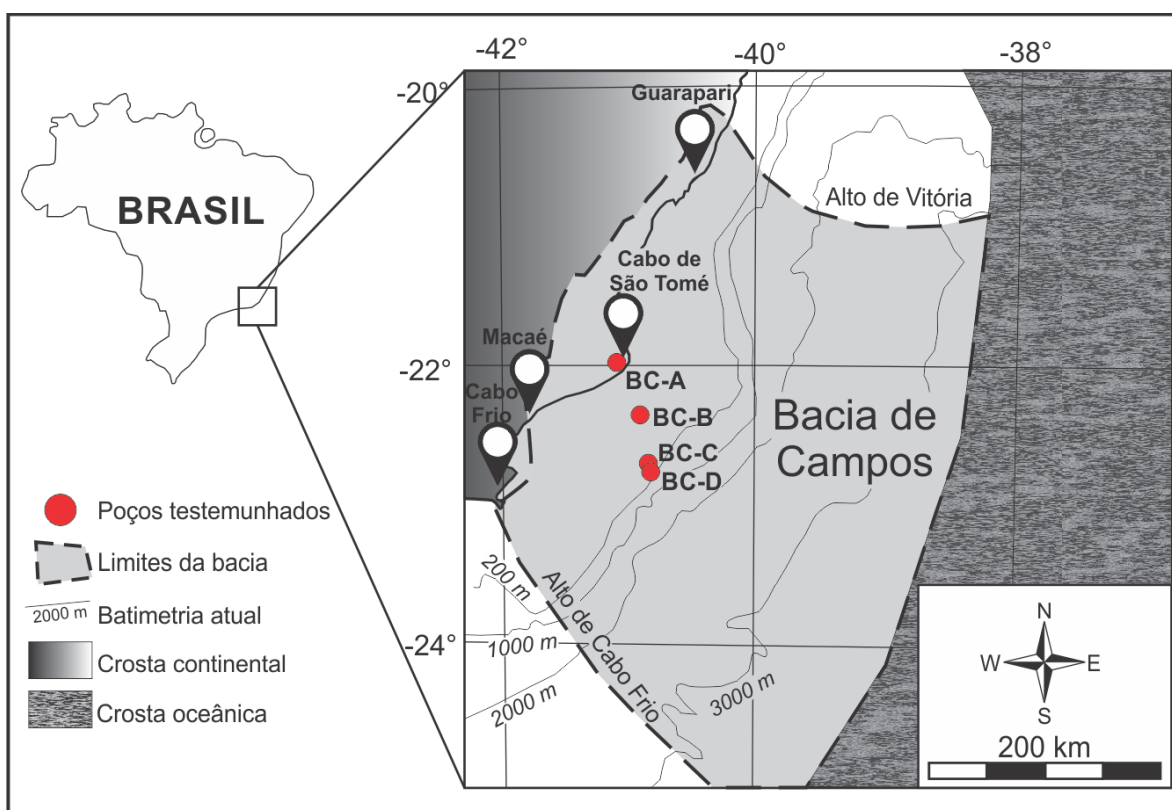 -42°
-40°
-38°
-20°
Guarapari
BRASIL
Alto de Vitória
Cabo de
São Tomé
Macaé
-22°
BC-A
Cabo
Frio
BC-B
Bacia de
Campos
BC-C
BC-D
Poços testemunhados
Limites da bacia
2000 m
Batimetria atual
Crosta continental
Crosta oceânica
200 m
Alto de Cabo Frio
-24°
1000 m
2000 m
3000 m
N
W
E
S
200 km